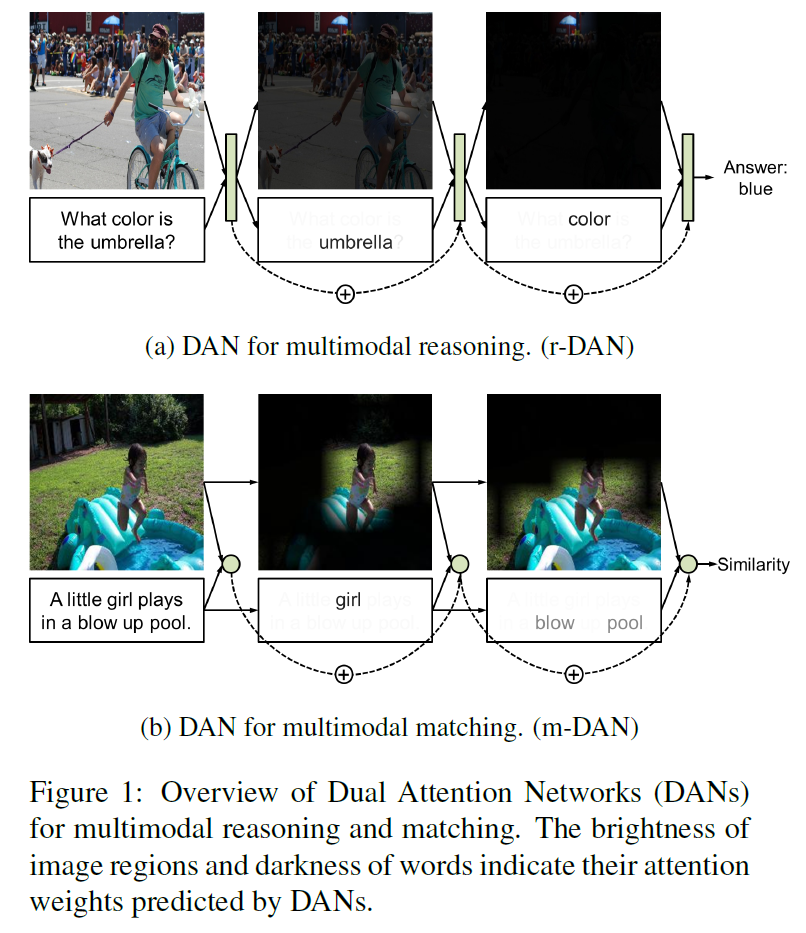 What color is
the umbrella?
What color is
the umbrella?
What color is
the umbrella?
Answer:
blue
(a) DAN for multimodal reasoning. (r-DAN)
A little girl plays
in a blow up pool.
A little girl plays
in a blow up pool.
A little girl plays
in a blow up pool
Similarity
(b) DAN for multimodal matching. (m-DAN)
Figure 1: Overview of Dual Attention Networks (DANs)
for multimodal reasoning and matching. The brightness of
image regions and darkness of words indicate their attention
weights predicted by DANs.